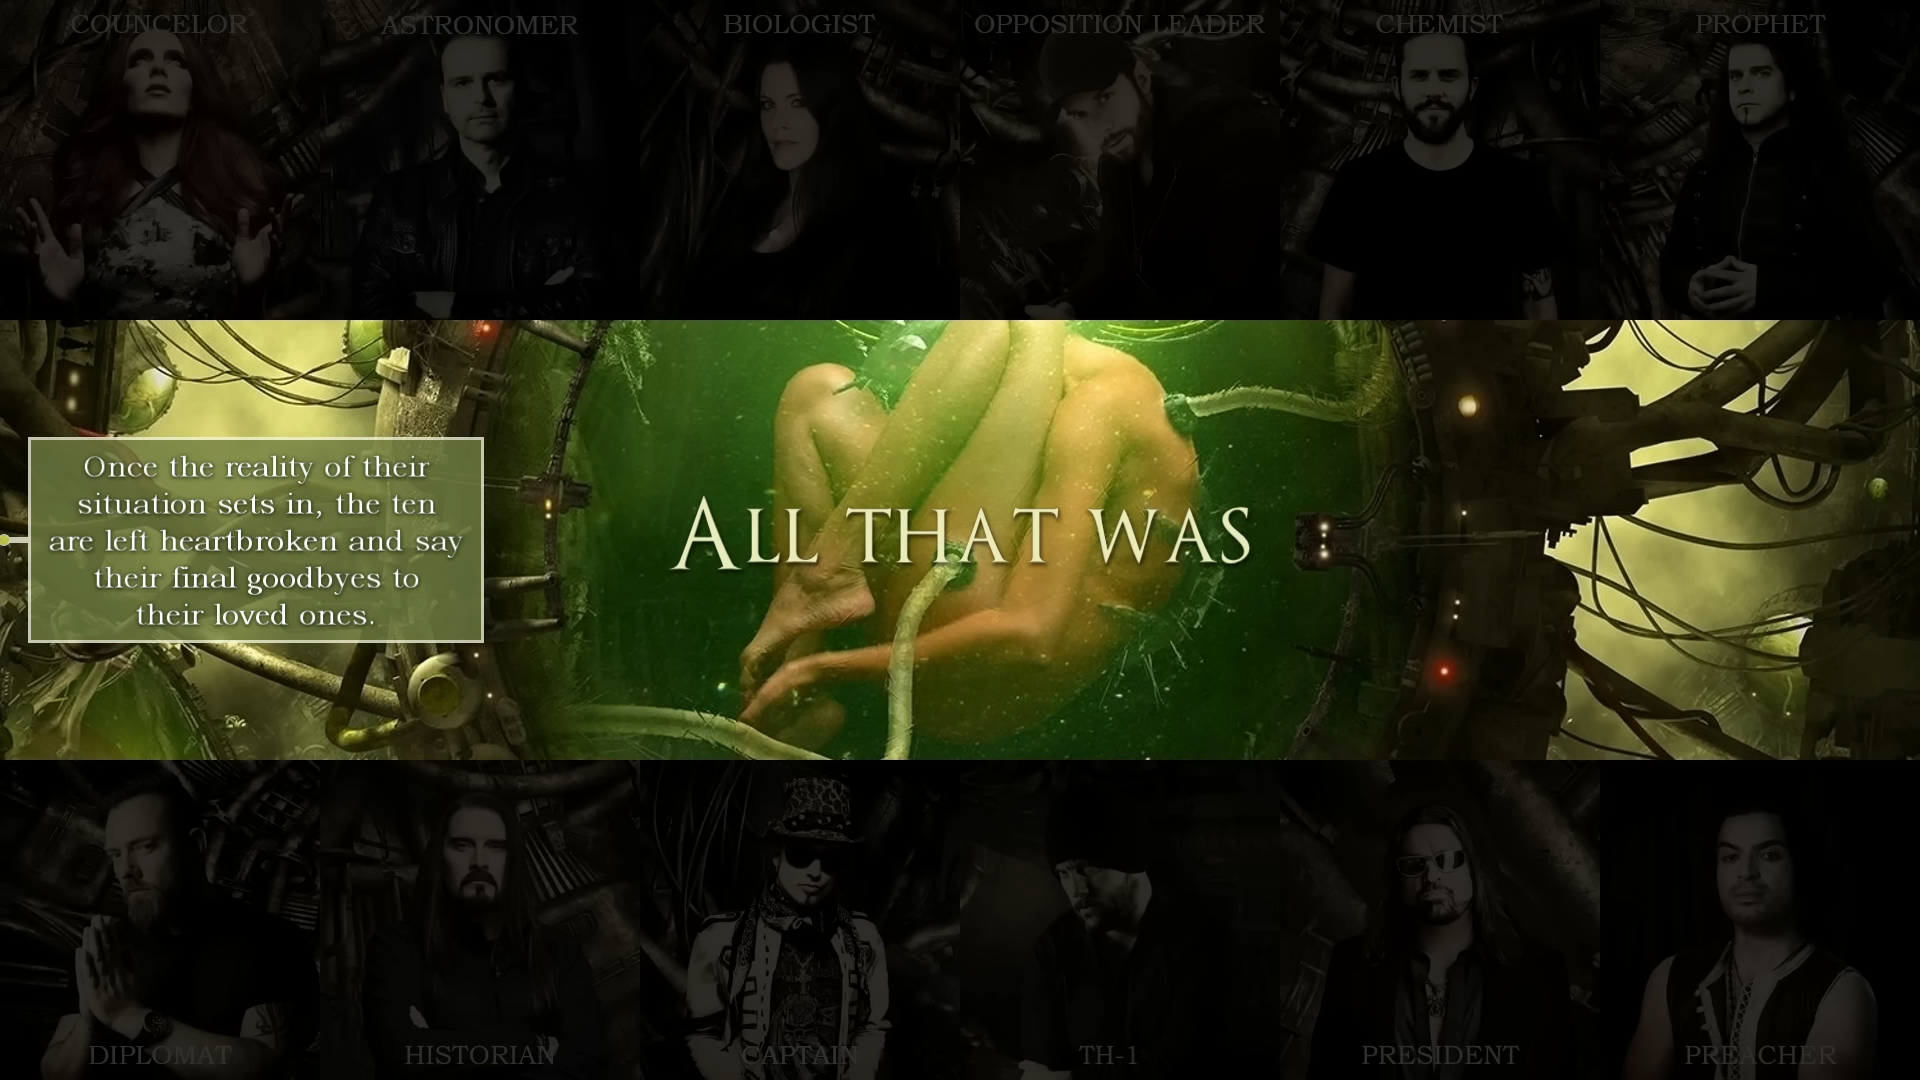 COUNCELOR
ASTRONOMER
BIOLOGIST
OPPOSITION LEADER
CHEMIST
PROPHET
Once the reality of their
situation sets in, the ten
are left heartbroken and say
their final goodbyes to
their loved ones.
ALL THAT WAS
DIPLOMAT
HISTORIAN
CAPTAIN
TH-1
PRESIDENT
PREACHER